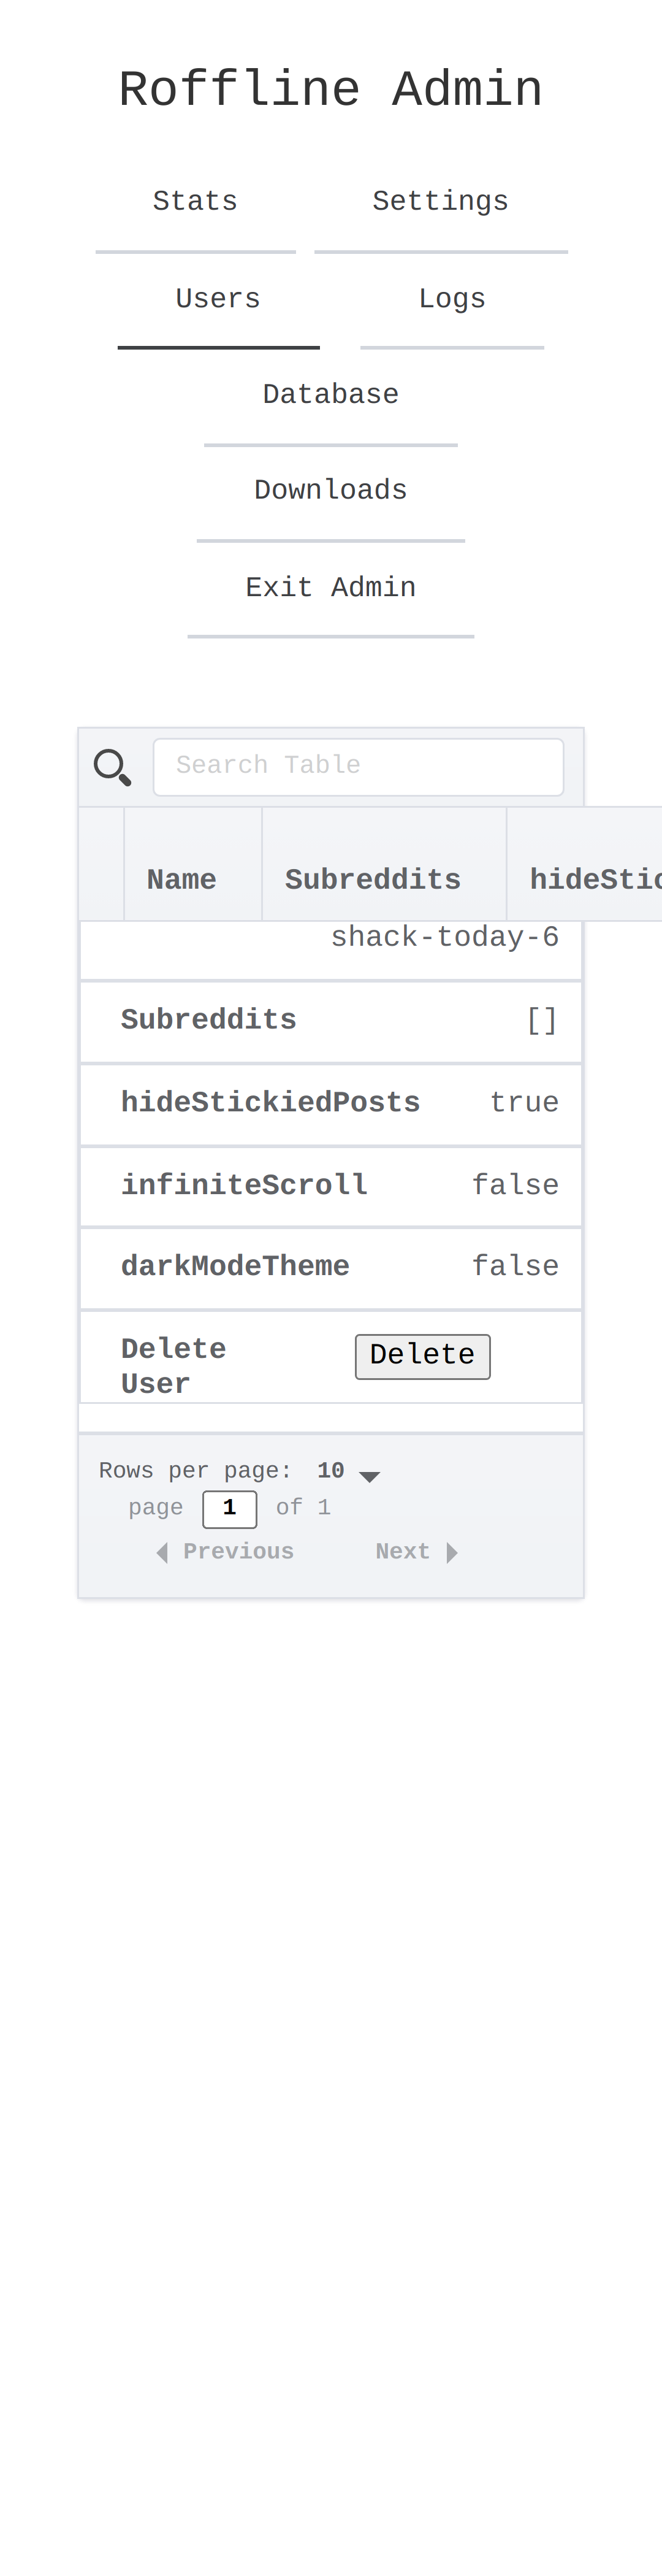 Roffline Admin
Stats Settings
Users Logs
Database
Downloads
Exit Admin
Search Table
Name Subreddits hideStic
shack-today-6
Subreddits []
hideStickiedPosts true
infiniteScroll false
darkModeTheme false
Delete User Delete
Rows per page: 10
page 1 of 1
Previous Next